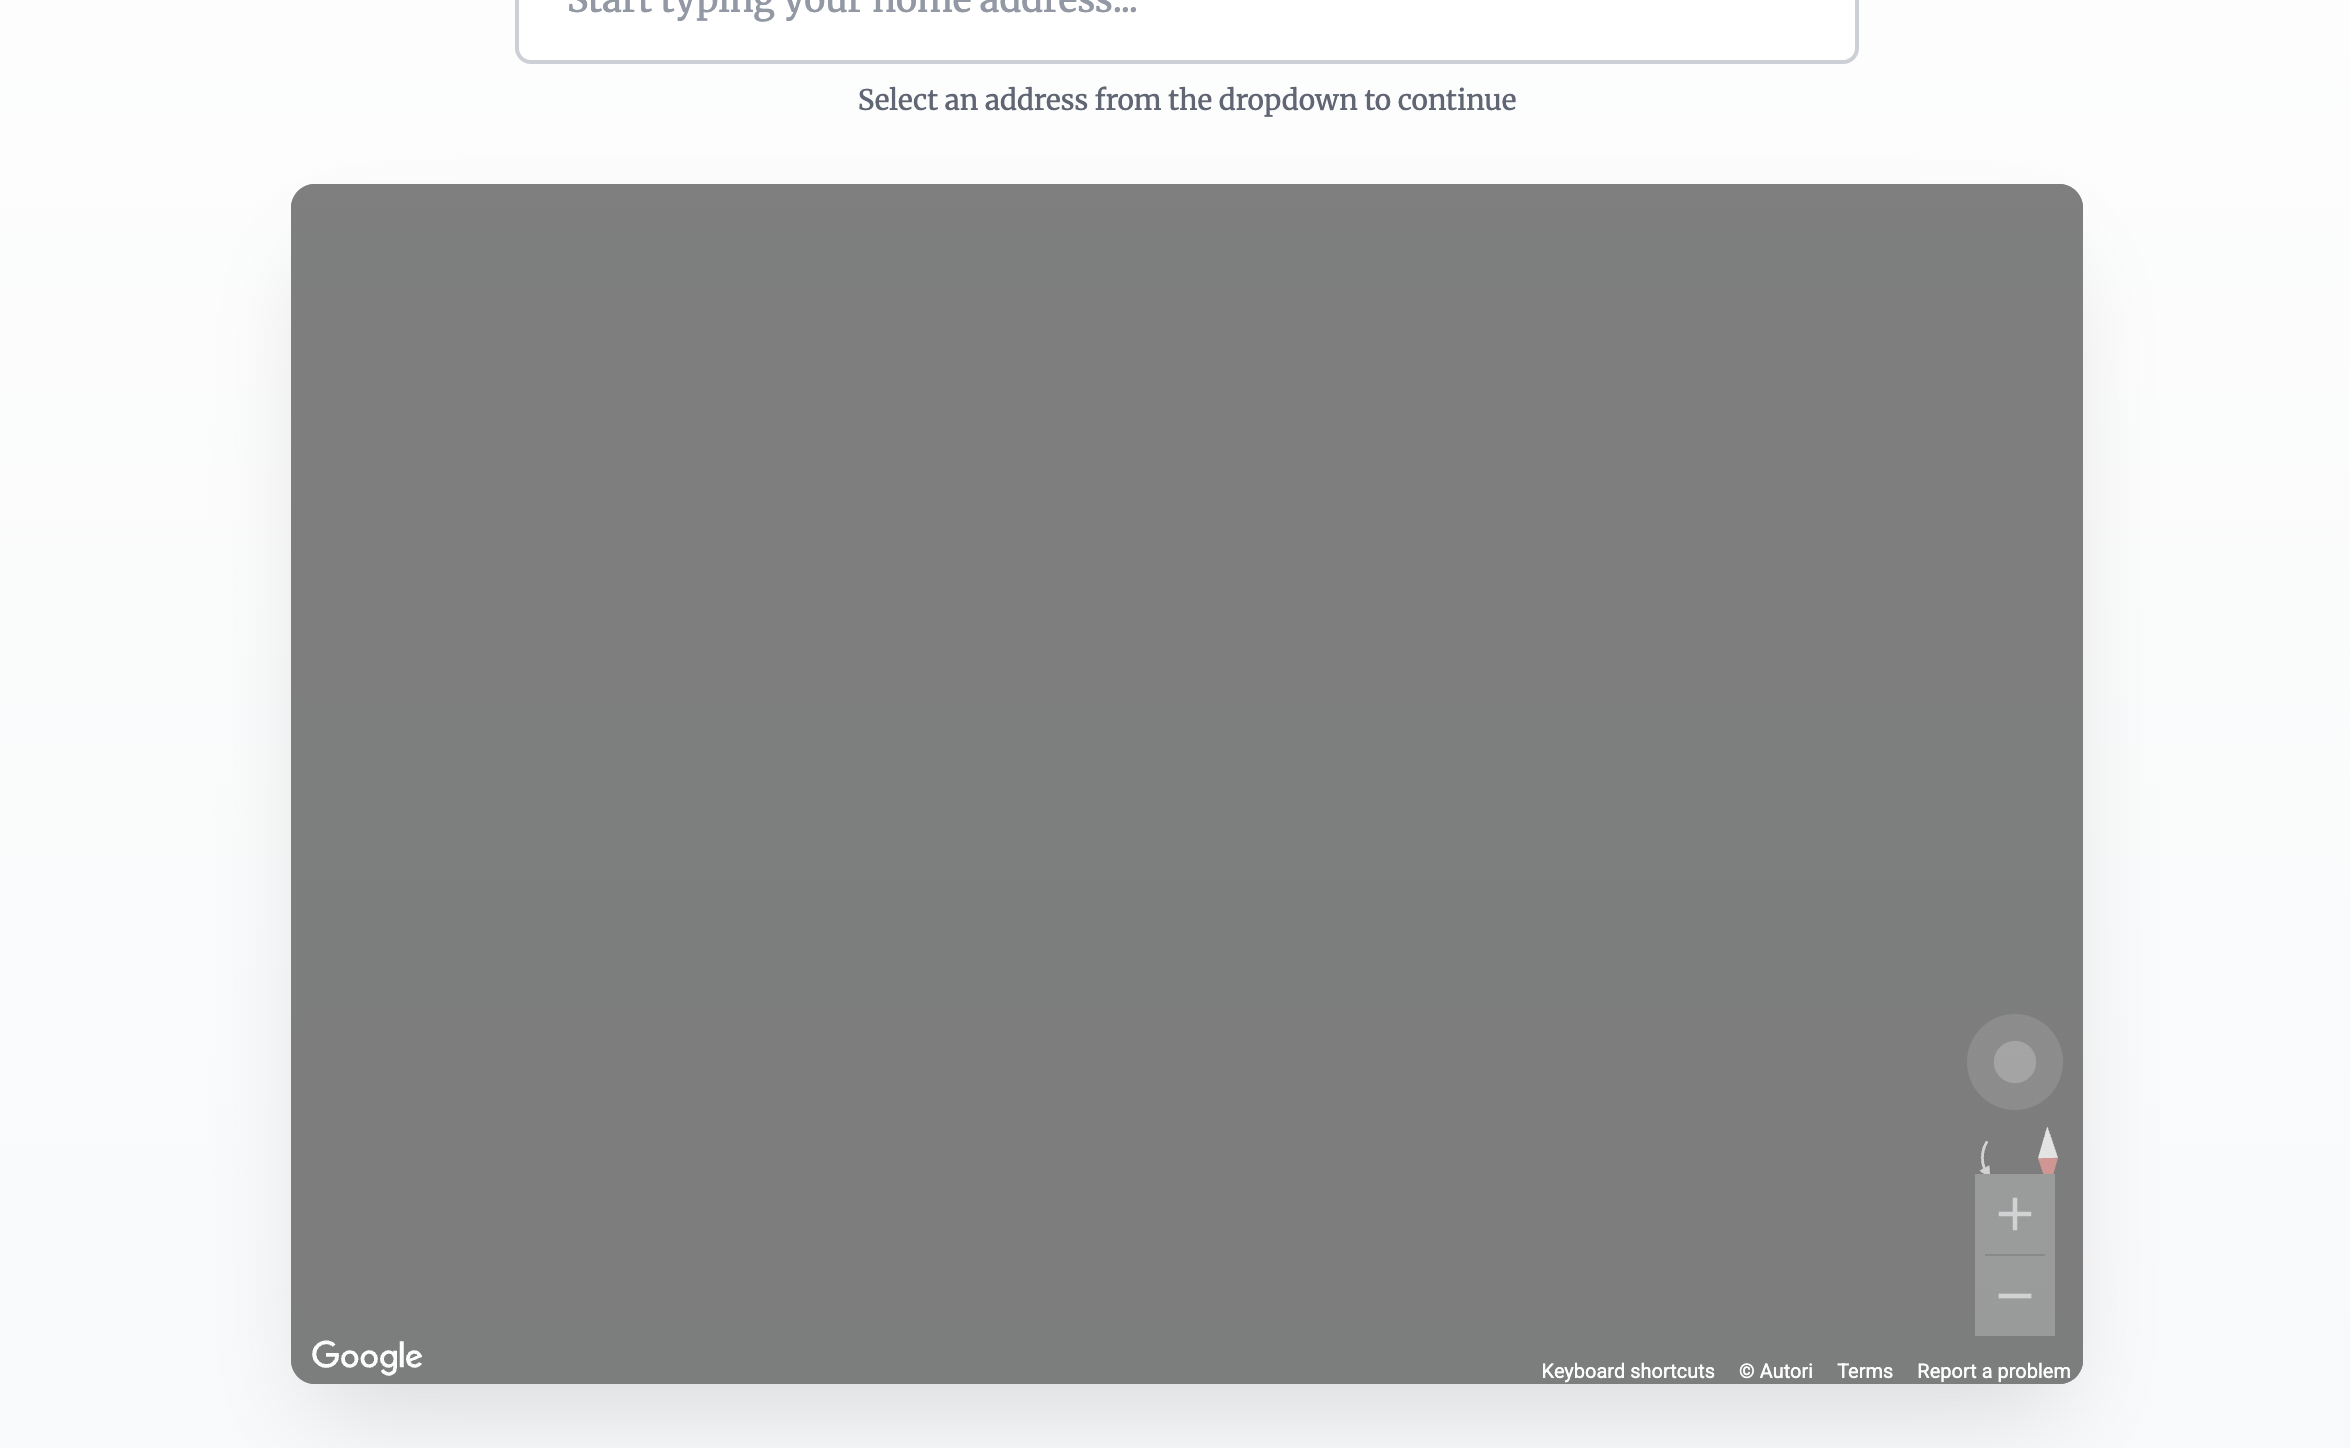 Start typing your home address...
Select an address from the dropdown to continue
Google
Keyboard shortcuts © Autori Terms Report a problem